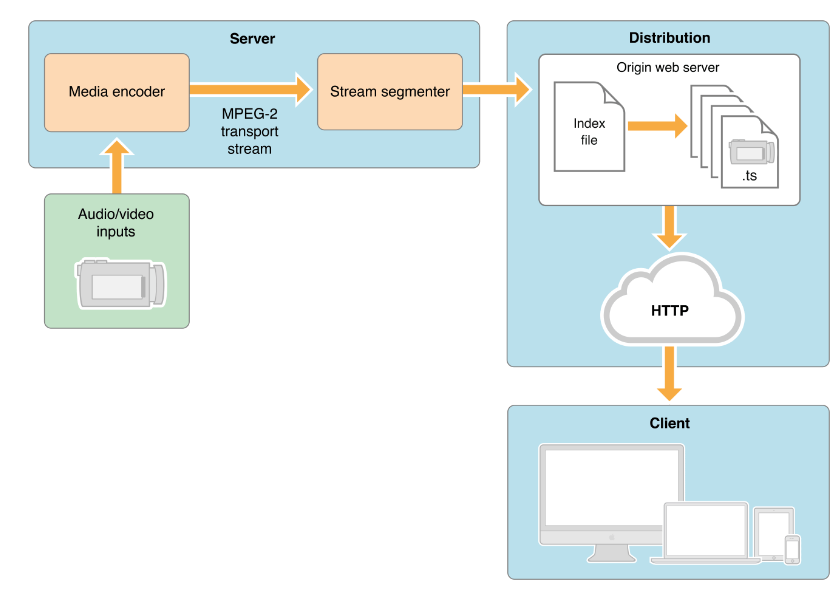 Server
Media encoder
MPEG-2
transport
stream
Stream segmenter
Audio/video
inputs
Distribution
Origin web server
Index
file
.ts
HTTP
Client